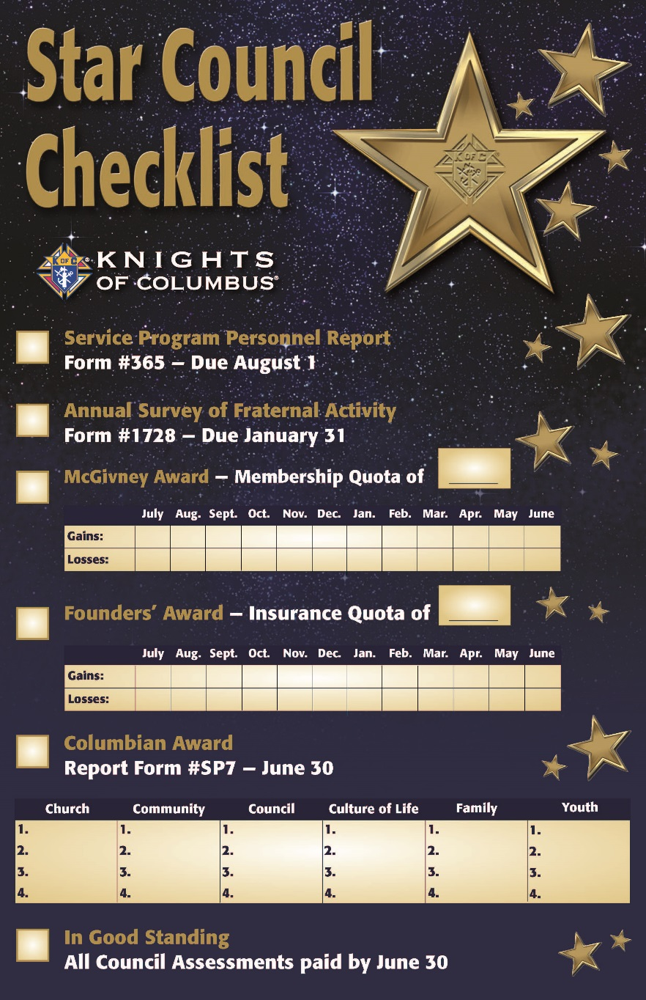 Star Council
Checklist
K OF C
K OF C ®
KNIGHTS
OF COLUMBUS®
Service Program Personnel Report
Form #365 – Due August 1
Annual Survey of Fraternal Activity
Form #1728 – Due January 31
McGivney Award – Membership Quota of
July Aug. Sept. Oct. Nov. Dec. Jan. Feb. Mar. Apr. May June
Gains:
Losses:
Founders’ Award – Insurance Quota of
July Aug. Sept. Oct. Nov. Dec. Jan. Feb. Mar. Apr. May June
Gains:
Losses:
Columbian Award
Report Form #SP7 – June 30
Church Community Council Culture of Life Family Youth
1. 1. 1. 1. 1. 1.
2. 2. 2. 2. 2. 2.
3. 3. 3. 3. 3. 3.
4. 4. 4. 4. 4. 4.
In Good Standing
All Council Assessments paid by June 30